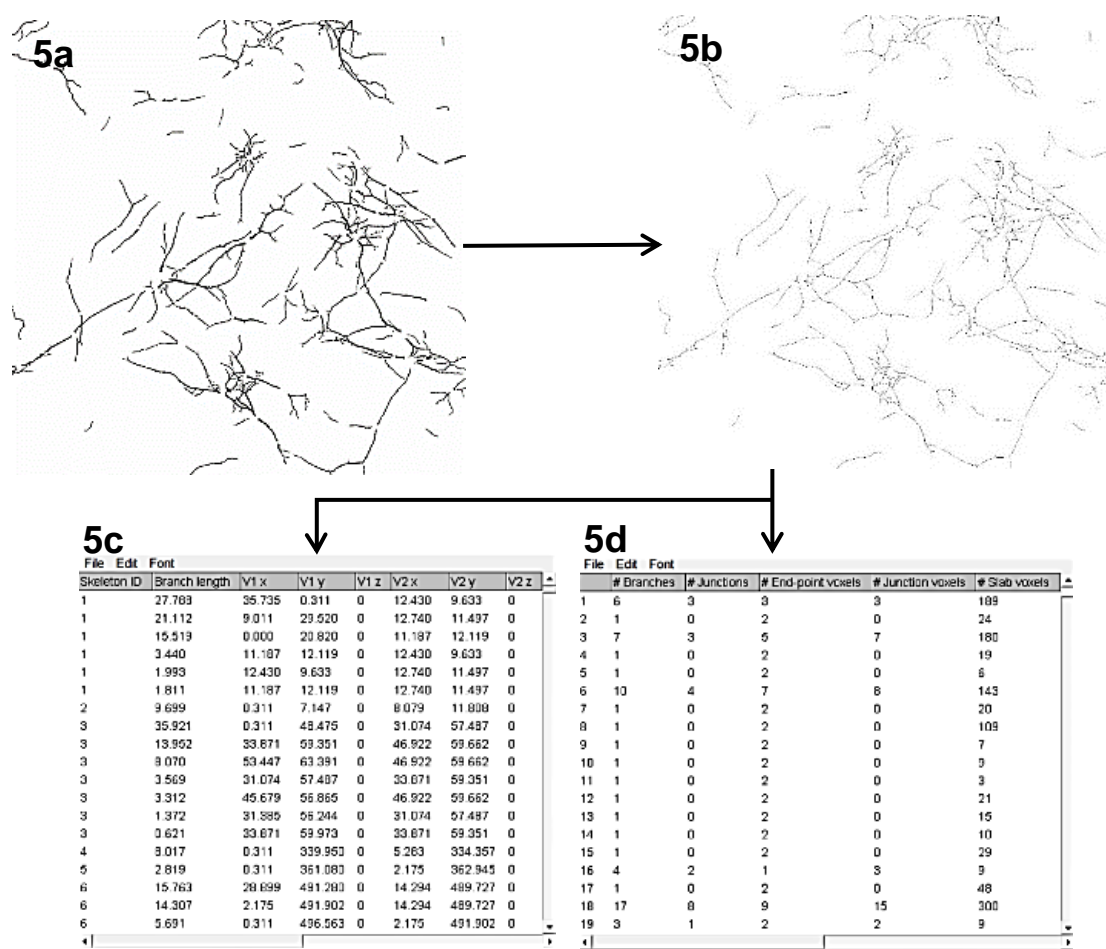 5a
5b
5c
File Edit Font
Skeleton ID Branch length V1 x V1 y V1 z V2 x V2 y V2 z
1 27.783 35.735 0.311 0 12.430 9.633 0
1 21.112 9.011 29.520 0 12.740 11.497 0
1 15.519 0.000 20.820 0 11.187 12.119 0
1 3.440 11.187 12.119 0 12.430 9.633 0
1 1.993 12.430 9.633 0 12.740 11.497 0
1 1.811 11.187 12.119 0 12.740 11.497 0
2 9.699 0.311 7.147 0 8.079 11.808 0
3 35.921 0.311 48.475 0 31.074 57.487 0
3 13.952 33.871 59.351 0 46.922 59.662 0
3 8.070 53.447 63.391 0 46.922 59.662 0
3 3.569 31.074 57.487 0 33.871 59.351 0
3 3.312 45.679 56.865 0 46.922 59.662 0
3 1.372 31.385 56.244 0 31.074 57.487 0
3 0.621 33.871 59.973 0 33.871 59.351 0
4 8.017 0.311 339.950 0 5.283 334.357 0
5 2.819 0.311 361.080 0 2.175 362.945 0
6 15.763 28.899 491.280 0 14.294 489.727 0
6 14.307 2.175 491.902 0 14.294 489.727 0
6 5.691 0.311 496.563 0 2.175 491.902 0
5d
File Edit Font
# Branches # Junctions # End-point voxels # Junction voxels # Slab voxels
1 6 3 3 3 189
2 1 0 2 0 24
3 7 3 5 7 180
4 1 0 2 0 19
5 1 0 2 0 6
6 10 4 7 8 143
7 1 0 2 0 20
8 1 0 2 0 109
9 1 0 2 0 7
10 1 0 2 0
11 1 0 2 0 3
12 1 0 2 0 21
13 1 0 2 0 15
14 1 0 2 0 10
15 1 0 2 0 29
16 4 2 1 3 9
17 1 0 2 0 48
18 17 8 9 15 300
19 3 1 2 2 9